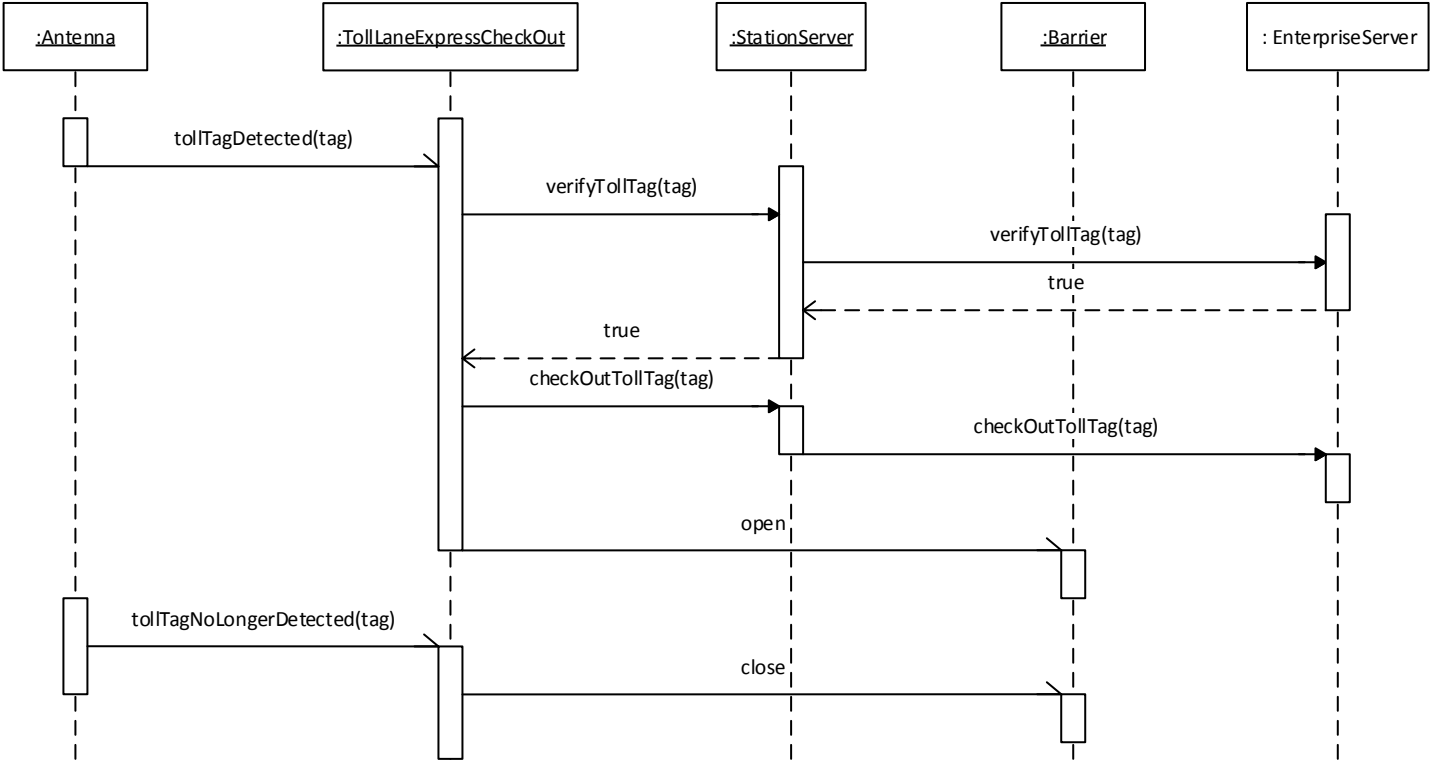 :Antenna
:TollLaneExpressCheckOut
:StationServer
:Barrier
: EnterpriseServer
tollTagDetected(tag)
verifyTollTag(tag)
verifyTollTag(tag)
true
true
checkOutTollTag(tag)
checkOutTollTag(tag)
open
tollTagNoLongerDetected(tag)
close